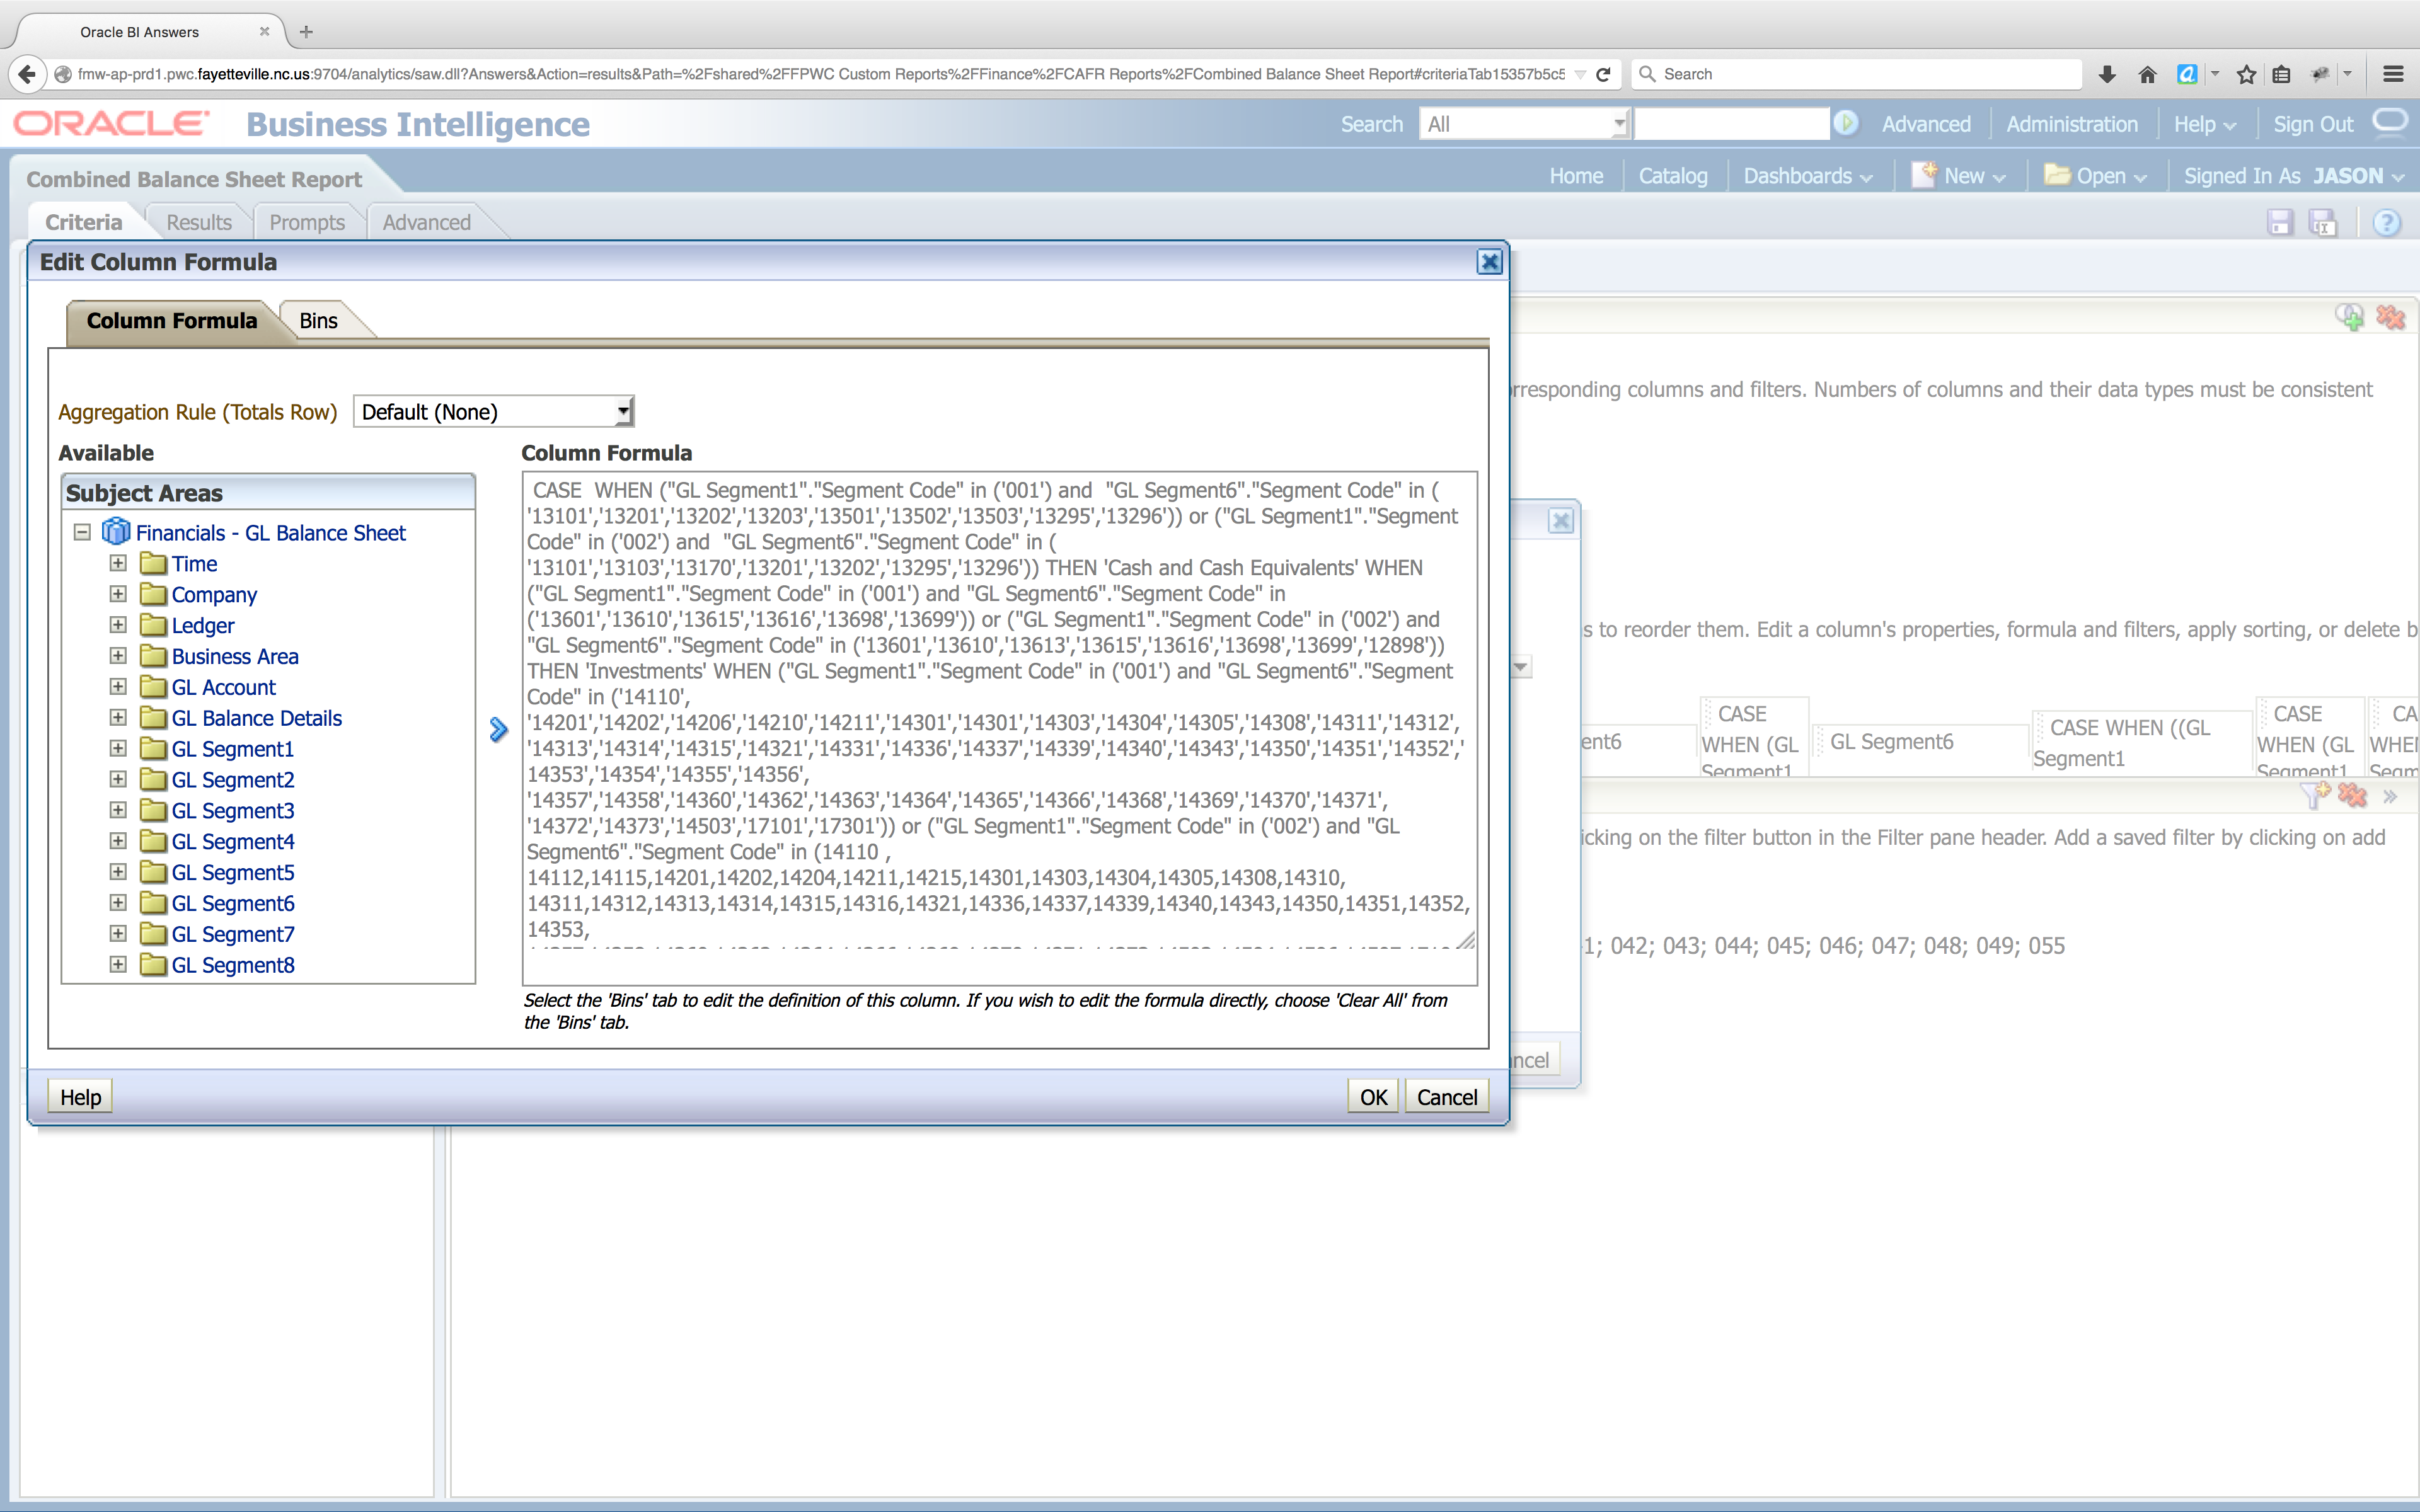 Oracle BI Answers
fmw-ap-prd1.pwc.fayetteville.nc.us:9704/analytics/saw.dll?Answers&Action=results&Path=%2Fshared%2FFPWC Custom Reports%2FFinance%2FCAFR Reports%2FCombined Balance Sheet Report#criteriaTab15357b5c5
Search
ORACLE Business Intelligence
Search All Advanced Administration Help Sign Out
Combined Balance Sheet Report
Home Catalog Dashboards New Open Signed In As JASON
Criteria Results Prompts Advanced
Edit Column Formula
Column Formula Bins
rresponding columns and filters. Numbers of columns and their data types must be consistent
Aggregation Rule (Totals Row) Default (None)
Available
Subject Areas
Financials - GL Balance Sheet
Time
Company
Ledger
Business Area
GL Account
GL Balance Details
GL Segment1
GL Segment2
GL Segment3
GL Segment4
GL Segment5
GL Segment6
GL Segment7
GL Segment8
Column Formula
CASE  WHEN ("GL Segment1"."Segment Code" in ('001') and  "GL Segment6"."Segment Code" in (
'13101','13201','13202','13203','13501','13502','13503','13295','13296')) or ("GL Segment1"."Segment
Code" in ('002') and  "GL Segment6"."Segment Code" in (
'13101','13103','13170','13201','13202','13295','13296')) THEN 'Cash and Cash Equivalents' WHEN
("GL Segment1"."Segment Code" in ('001') and "GL Segment6"."Segment Code" in
('13601','13610','13615','13616','13698','13699')) or ("GL Segment1"."Segment Code" in ('002') and
"GL Segment6"."Segment Code" in ('13601','13610','13613','13615','13616','13698','13699','12898'))
THEN 'Investments' WHEN ("GL Segment1"."Segment Code" in ('001') and "GL Segment6"."Segment
Code" in ('14110',
'14201','14202','14206','14210','14211','14301','14301','14303','14304','14305','14308','14311','14312',
'14313','14314','14315','14321','14331','14336','14337','14339','14340','14343','14350','14351','14352','
14353','14354','14355','14356',
'14357','14358','14360','14362','14363','14364','14365','14366','14368','14369','14370','14371',
'14372','14373','14503','17101','17301')) or ("GL Segment1"."Segment Code" in ('002') and "GL
Segment6"."Segment Code" in (14110 ,
14112,14115,14201,14202,14204,14211,14215,14301,14303,14304,14305,14308,14310,
14311,14312,14313,14314,14315,14316,14321,14336,14337,14339,14340,14343,14350,14351,14352,
14353,
Select the 'Bins' tab to edit the definition of this column. If you wish to edit the formula directly, choose 'Clear All' from
the 'Bins' tab.
Help OK Cancel
ncel
s to reorder them. Edit a column's properties, formula and filters, apply sorting, or delete b
ent6
CASE
WHEN (GL
Segment1
GL Segment6
CASE WHEN ((GL
Segment1
CASE
WHEN (GL
Segment1
CA
WHE
Segm
icking on the filter button in the Filter pane header. Add a saved filter by clicking on add
1; 042; 043; 044; 045; 046; 047; 048; 049; 055